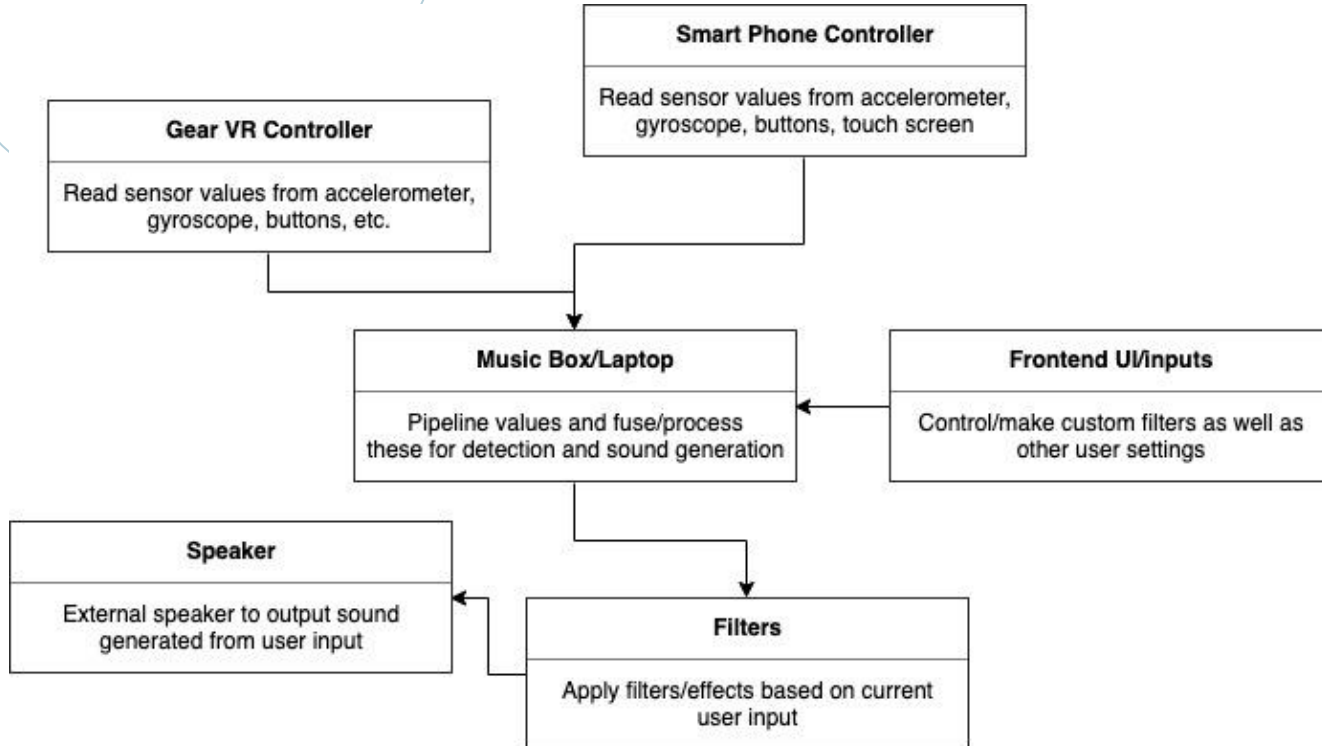 Smart Phone Controller
Read sensor values from accelerometer,
gyroscope, buttons, touch screen
Gear VR Controller
Read sensor values from accelerometer,
gyroscope, buttons, etc.
Music Box/Laptop
Pipeline values and fuse/process
these for detection and sound generation
Frontend UI/inputs
Control/make custom filters as well as
other user settings
Speaker
External speaker to output sound
generated from user input
Filters
Apply filters/effects based on current
user input